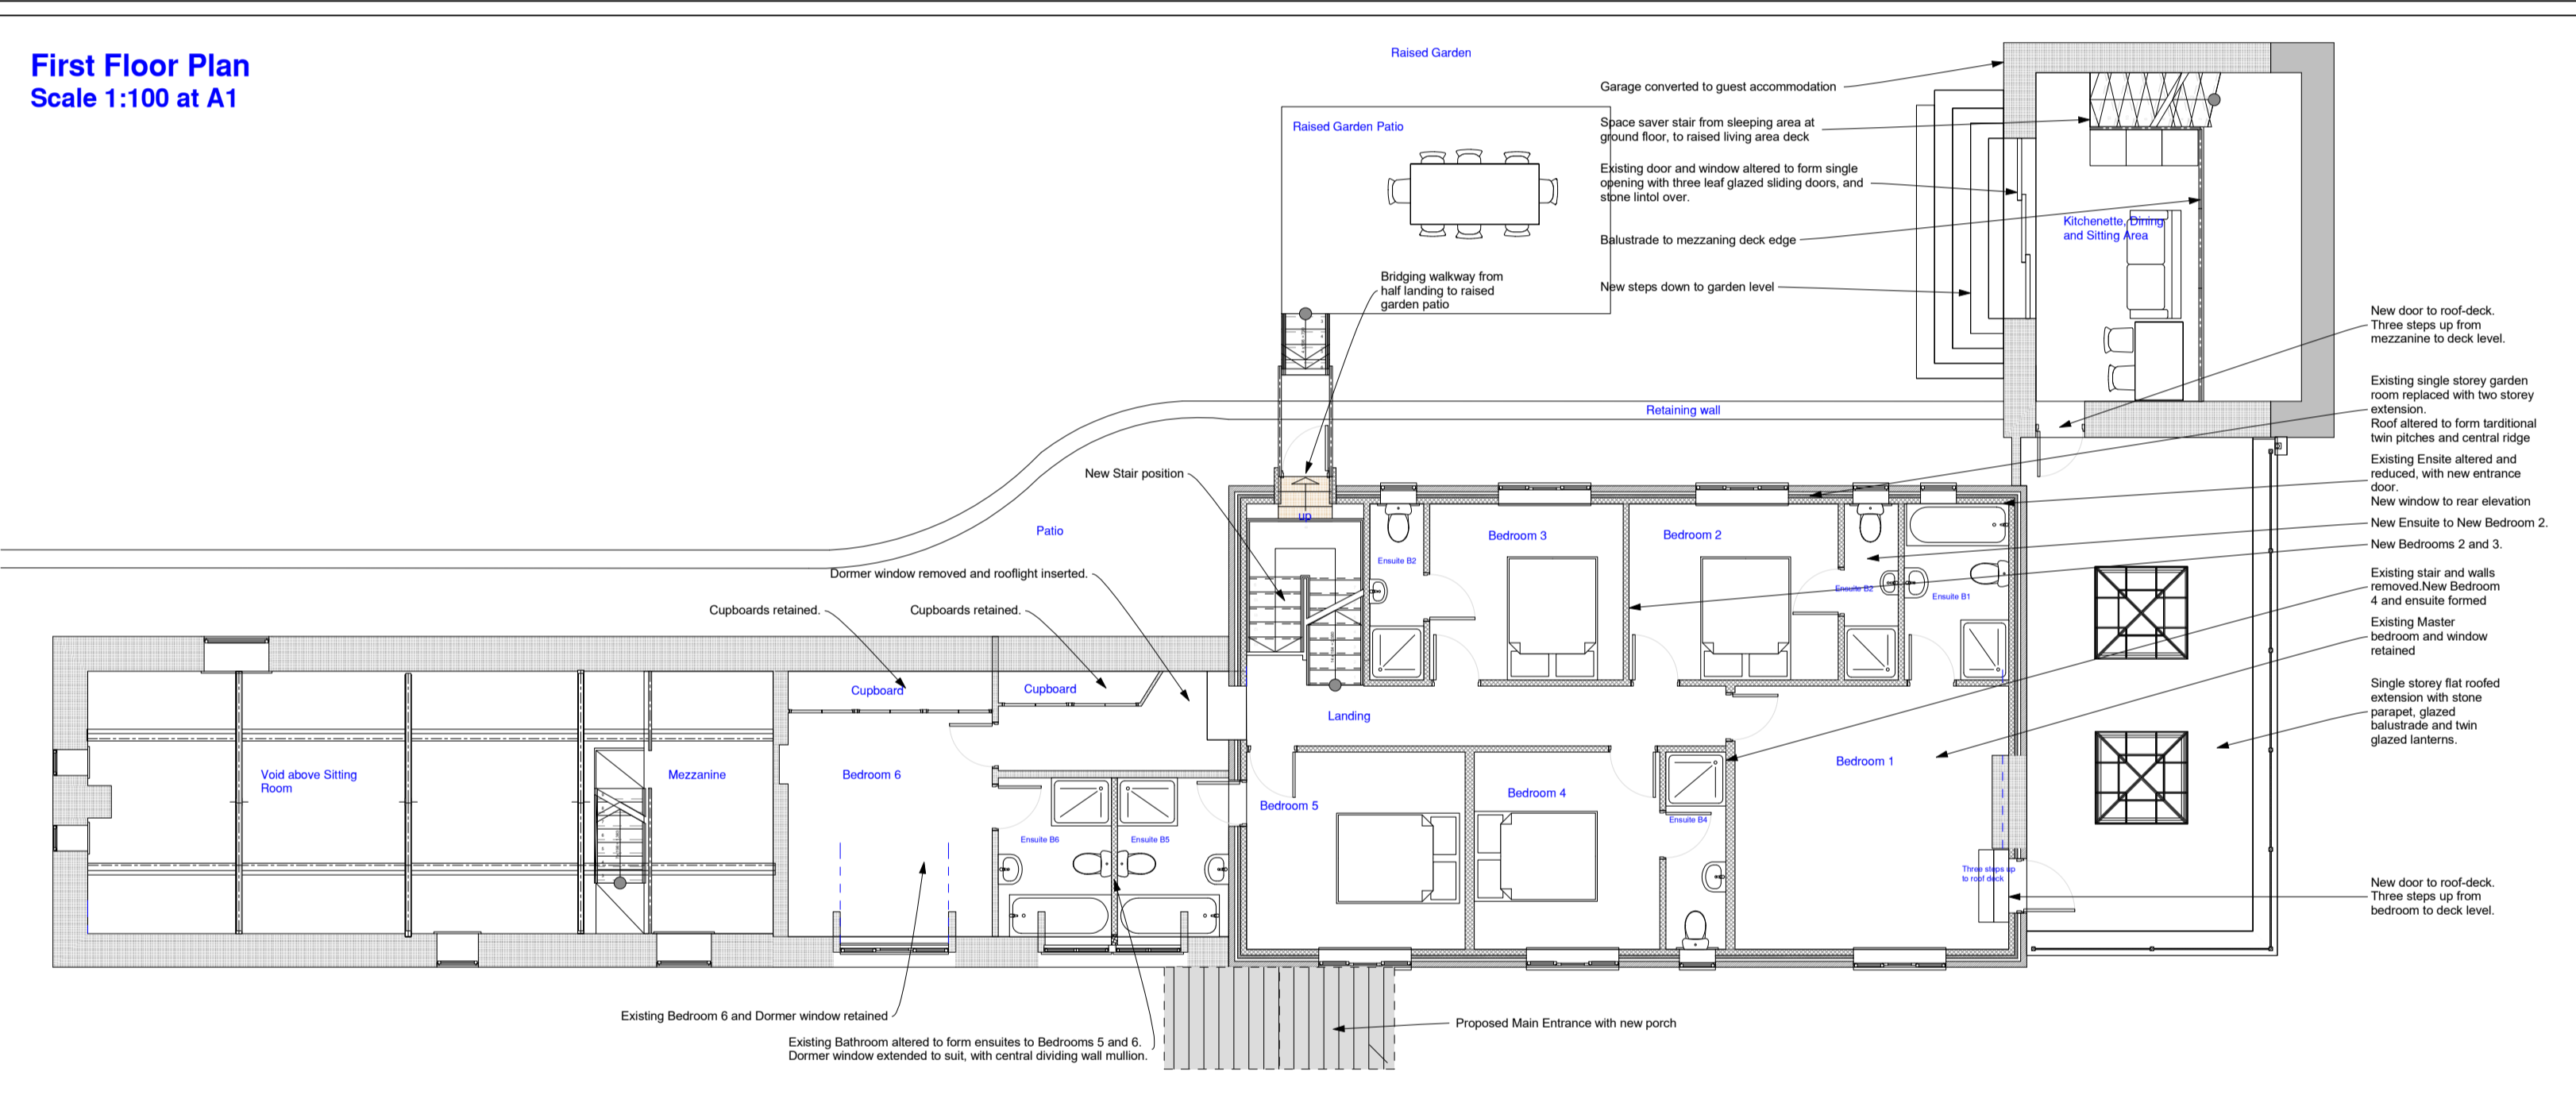 First Floor Plan
Scale 1:100 at A1
Raised Garden
Raised Garden Patio
Garage converted to guest accommodation
Space saver stair from sleeping area at
ground floor, to raised living area deck
Existing door and window altered to form single
opening with three leaf glazed sliding doors, and
stone lintol over.
Balustrade to mezzaning deck edge
New steps down to garden level
Kitchenette, Dining
and Sitting Area
Bridging walkway from
half landing to raised
garden patio
New door to roof-deck.
Three steps up from
mezzanine to deck level.
Existing single storey garden
room replaced with two storey
extension.
Roof altered to form tarditional
twin pitches and central ridge
Existing Ensite altered and
reduced, with new entrance
door.
New window to rear elevation
New Ensuite to New Bedroom 2.
New Bedrooms 2 and 3.
Existing stair and walls
removed.New Bedroom
4 and ensuite formed
Existing Master
bedroom and window
retained
Single storey flat roofed
extension with stone
parapet, glazed
balustrade and twin
glazed lanterns.
New door to roof-deck.
Three steps up from
bedroom to deck level.
Retaining wall
New Stair position
Patio
up
Dormer window removed and rooflight inserted.
Cupboards retained.
Cupboards retained.
Ensuite B2
Bedroom 3
Bedroom 2
Ensuite B2
Ensuite B1
Cupboard
Cupboard
Landing
Void above Sitting
Room
Mezzanine
Bedroom 6
Bedroom 5
Bedroom 4
Bedroom 1
Ensuite B6
Ensuite B5
Ensuite B4
Three steps up
to roof deck
Existing Bedroom 6 and Dormer window retained
Existing Bathroom altered to form ensuites to Bedrooms 5 and 6.
Dormer window extended to suit, with central dividing wall mullion.
Proposed Main Entrance with new porch